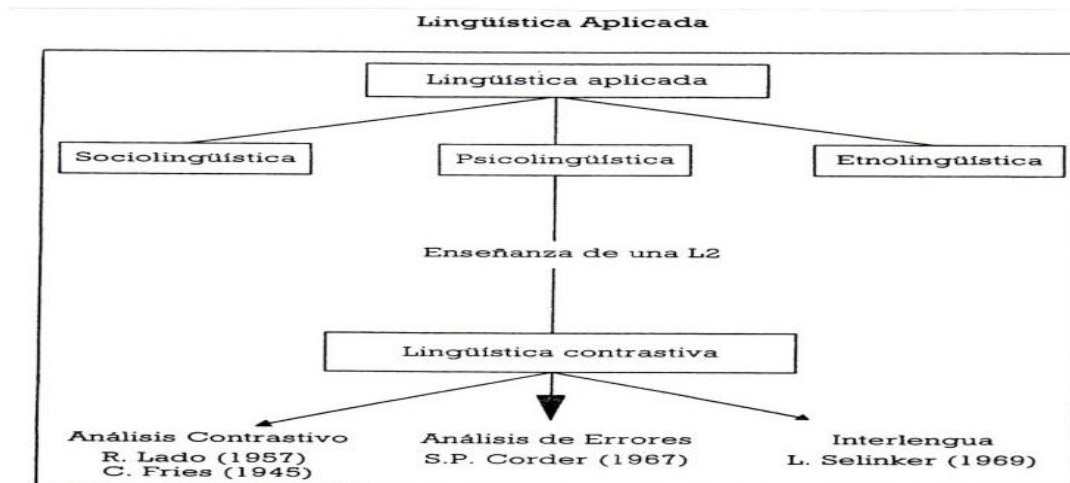 Lingüística Aplicada
Lingüística aplicada
Sociolingüística
Psicolingüística
Etnolingüística
Enseñanza de una L2
Lingüística contrastiva
Análisis Contrastivo
R. Lado (1957)
C. Fries (1945)
Análisis de Errores
S.P. Corder (1967)
Interlengua
L. Selinker (1969)